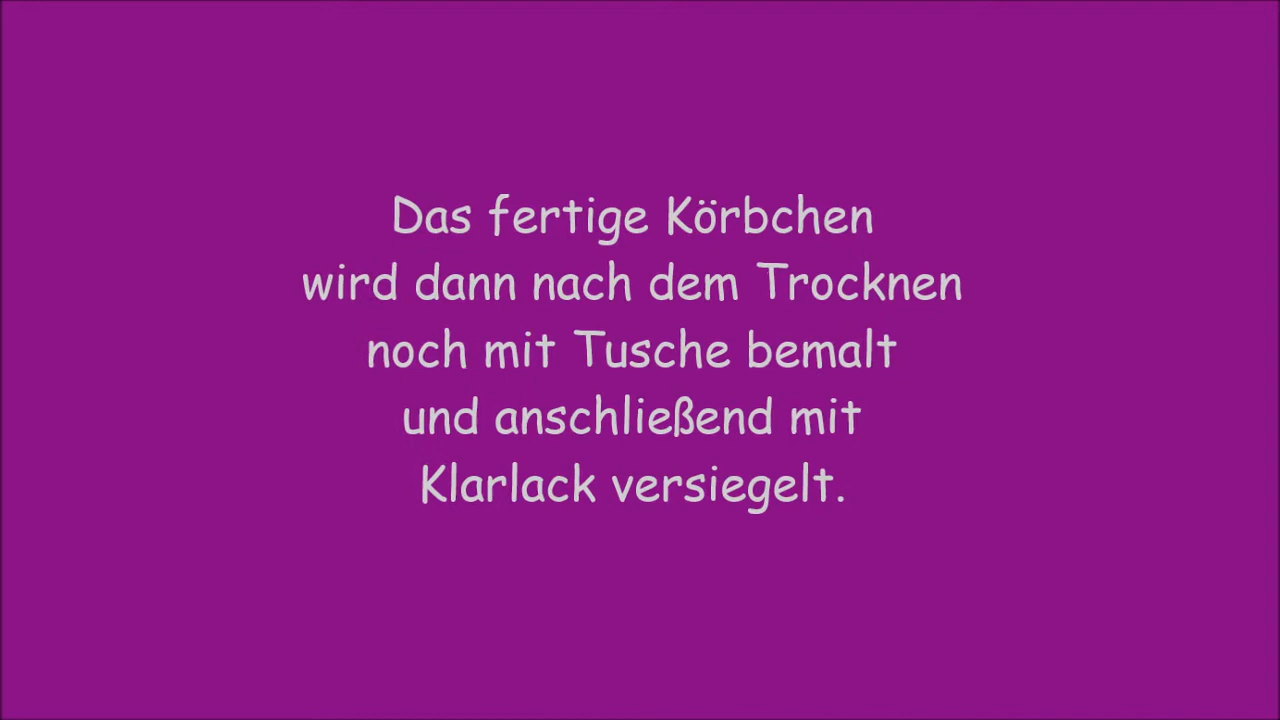 Das fertige Körbchen
wird dann nach dem Trocknen
noch mit Tusche bemalt
und anschließend mit
Klarlack versiegelt.